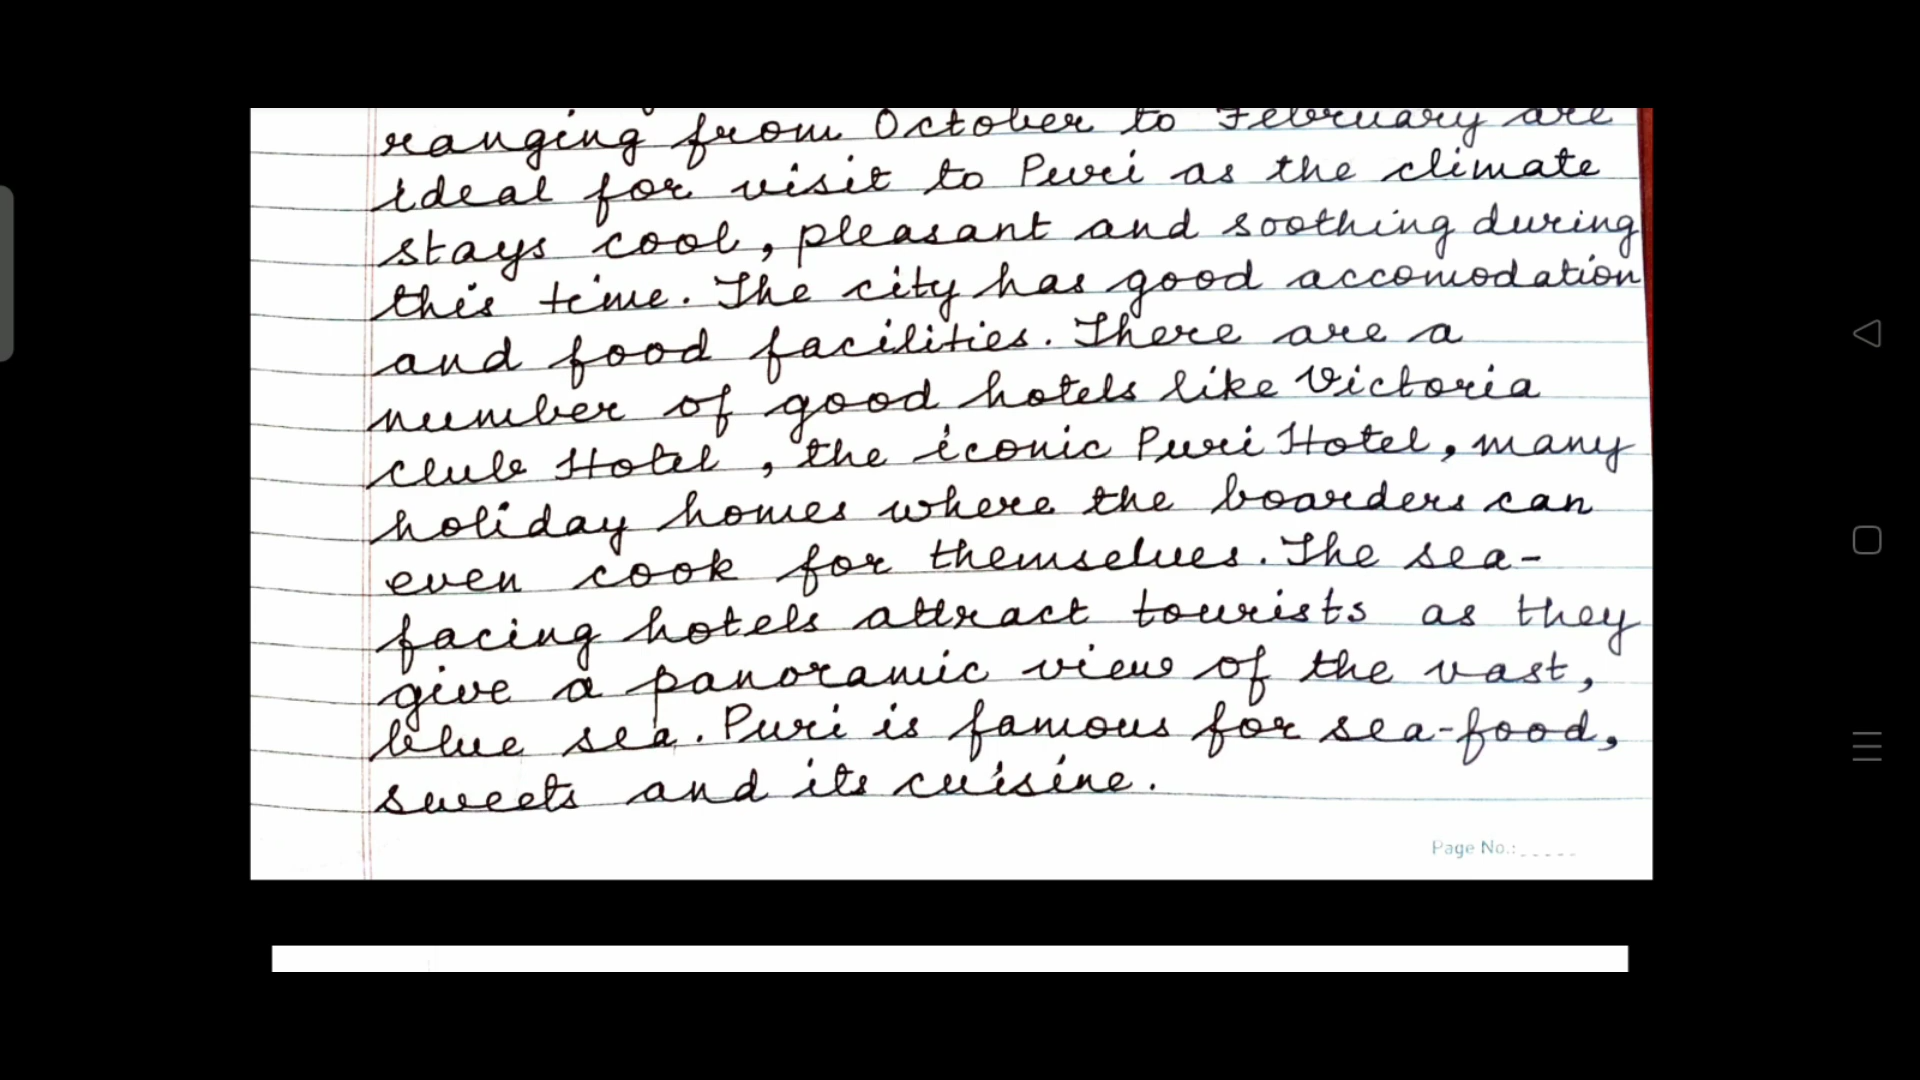 ranging from October to February are
ideal for visit to Puri as the climate
stays cool, pleasant and soothing during
this time. The city has good accomodation
and food facilities. There are a
number of good hotels like Victoria
club Hotel, the iconic Puri Hotel, many
holiday homes where the boarders can
even cook for themselves. The sea-
facing hotels attract tourists as they
give a panoramic view of the vast,
blue sea. Puri is famous for sea-food,
sweets and its cuisine.
Page No.:_ _ _ _ _